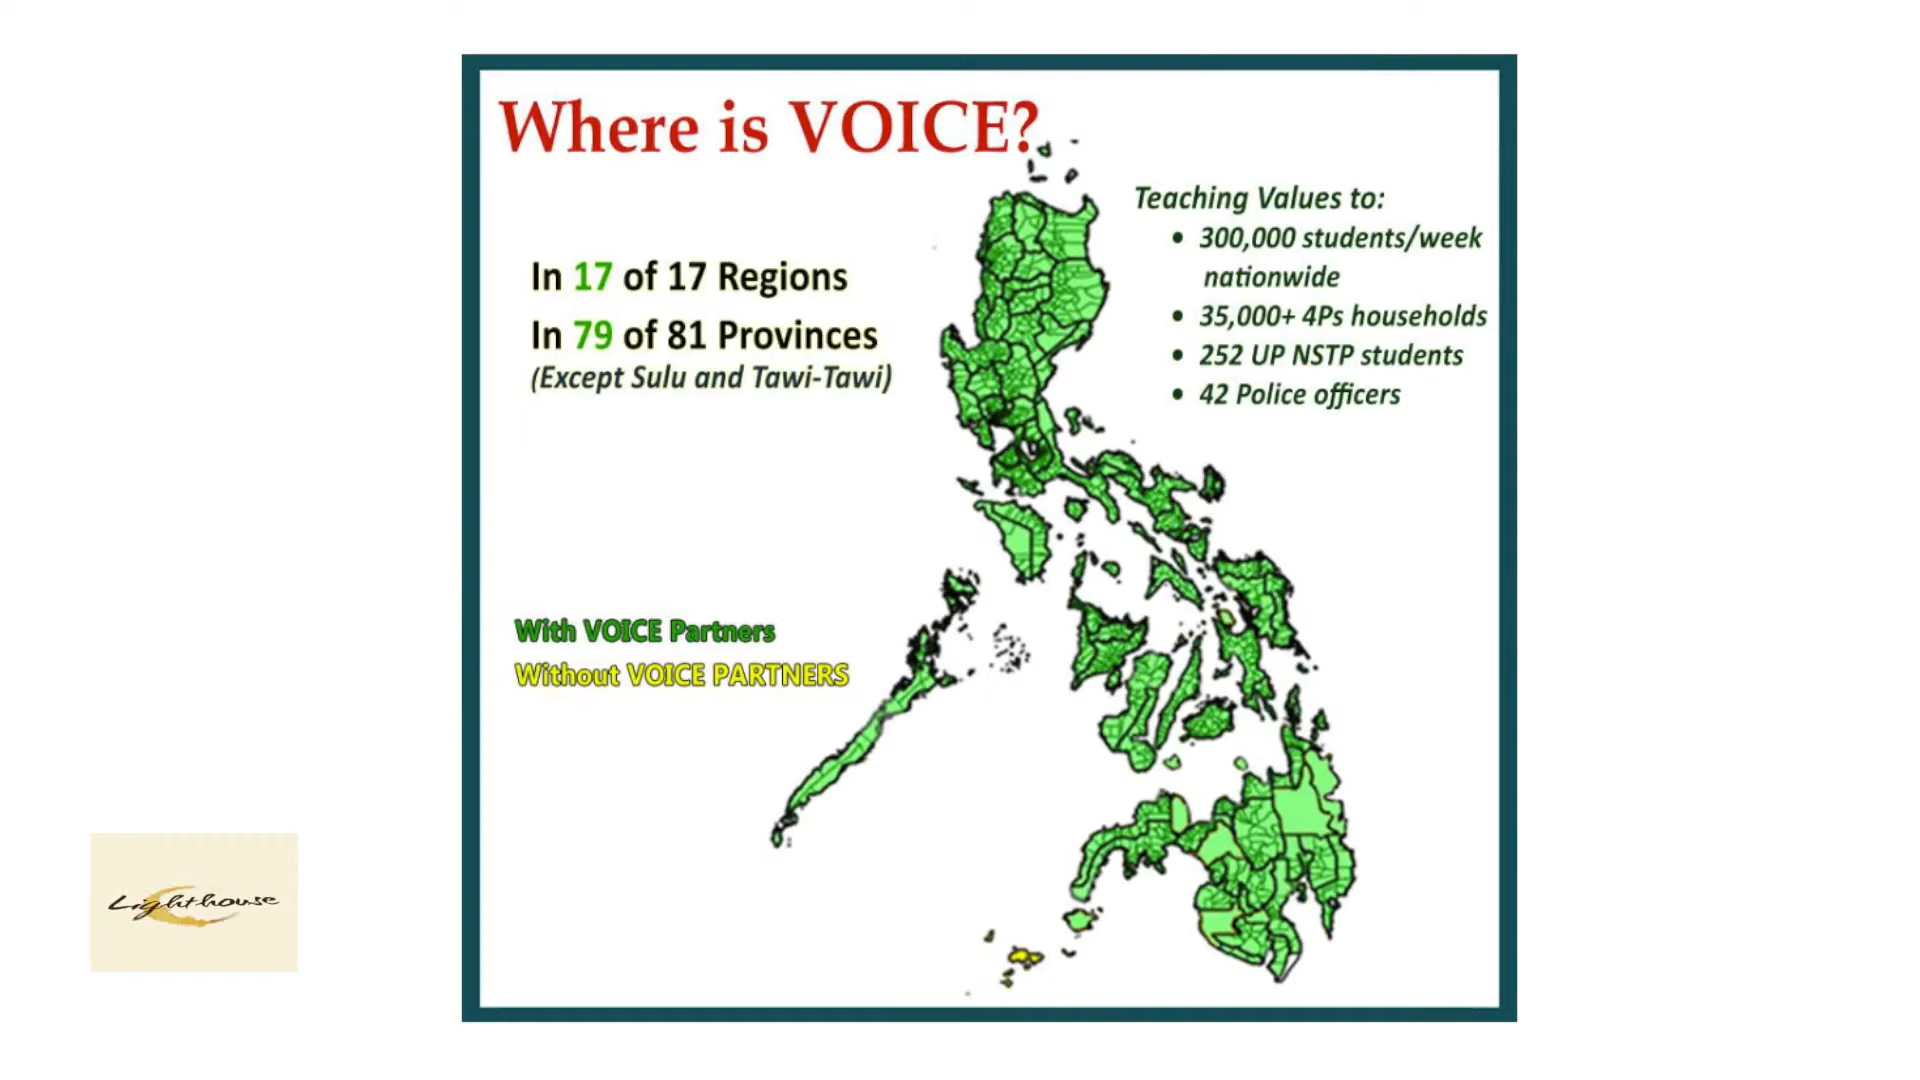 Where is VOICE?
In 17 of 17 Regions
In 79 of 81 Provinces
(Except Sulu and Tawi-Tawi)
Teaching Values to:
• 300,000 students/week
nationwide
• 35,000+ 4Ps households
• 252 UP NSTP students
• 42 Police officers
With VOICE Partners
Without VOICE PARTNERS
Lighthouse